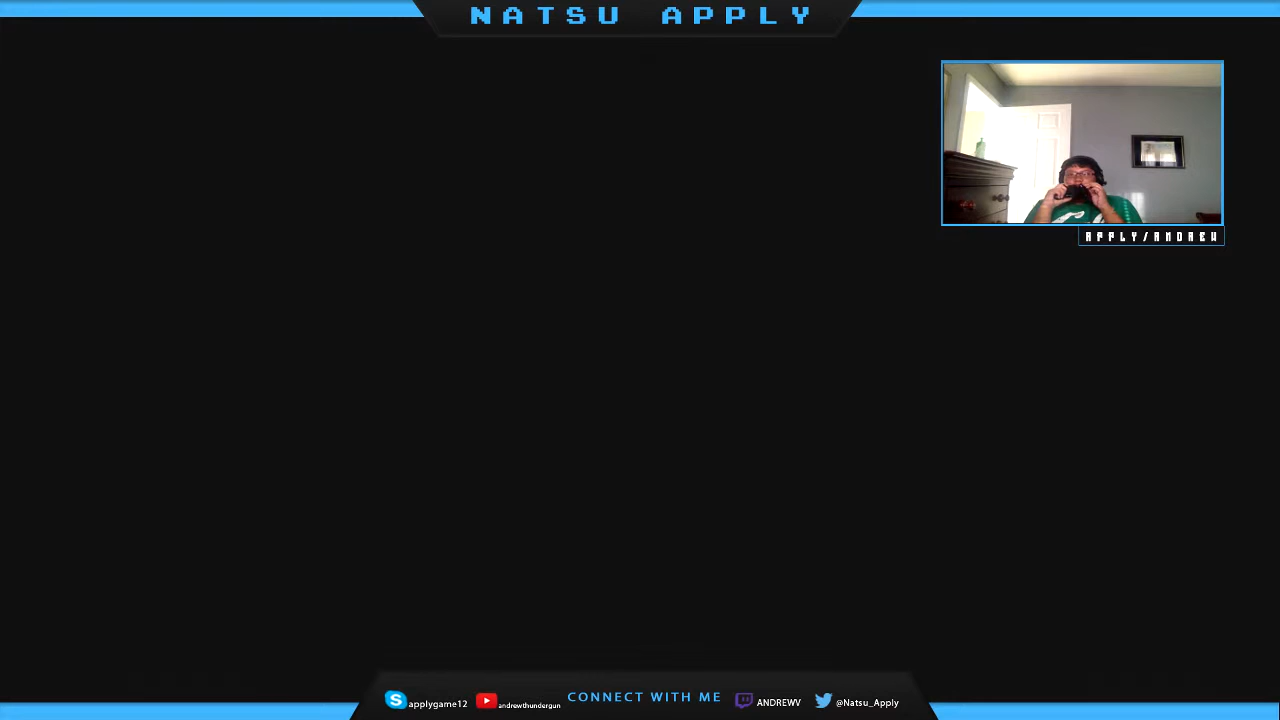 NATSU APPLY
APPLY/ANDREW
applygame12 andrewthundergun CONNECT WITH ME ANDREWV @Natsu_Apply